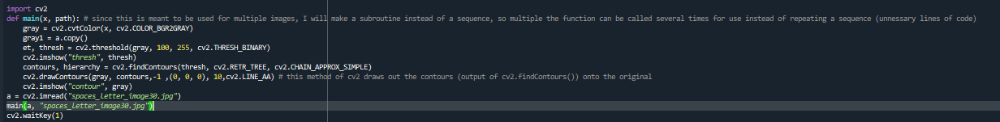 import cv2
def main(x, path): # since this is meant to be used for multiple images, I will make a subroutine instead of a sequence, so multiple the function can be called several times for use instead of repeating a sequence (unnessary lines of code)
    gray = cv2.cvtColor(x, cv2.COLOR_BGR2GRAY)
    gray1 = a.copy()
    et, thresh = cv2.threshold(gray, 100, 255, cv2.THRESH_BINARY)
    cv2.imshow("thresh", thresh)
    contours, hierarchy = cv2.findContours(thresh, cv2.RETR_TREE, cv2.CHAIN_APPROX_SIMPLE)
    cv2.drawContours(gray, contours,-1 ,(0, 0, 0), 10,cv2.LINE_AA) # this method of cv2 draws out the contours (output of cv2.findContours()) onto the original
    cv2.imshow("contour", gray)
a = cv2.imread("spaces_letter_image30.jpg")
main(a, "spaces_letter_image30.jpg")
cv2.waitKey(1)